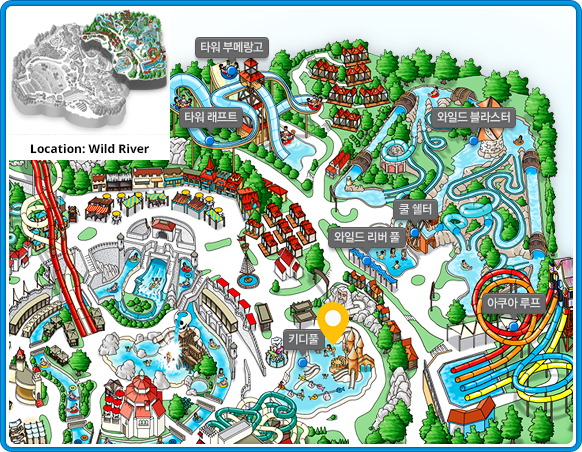 타워 부메랑고
타워 래프트
와일드 블라스터
Location: Wild River
쿨 쉘터
와일드 리버 풀
아쿠아 루프
키디풀